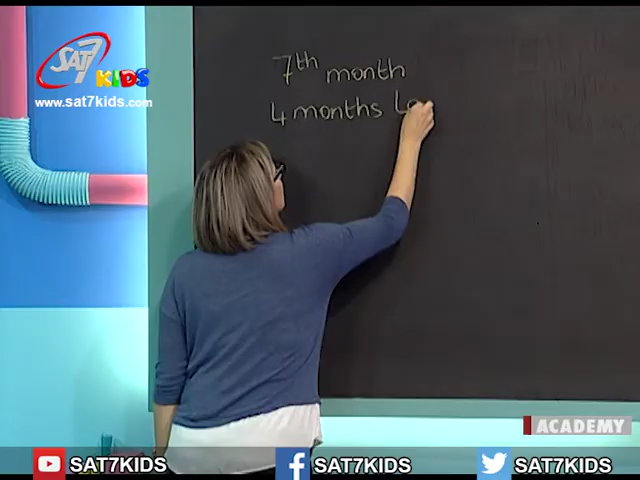 SAT7
KIDS
www.sat7kids.com
7th month
4 months
ACADEMY
SAT7KIDS
SAT7KIDS
SAT7KIDS